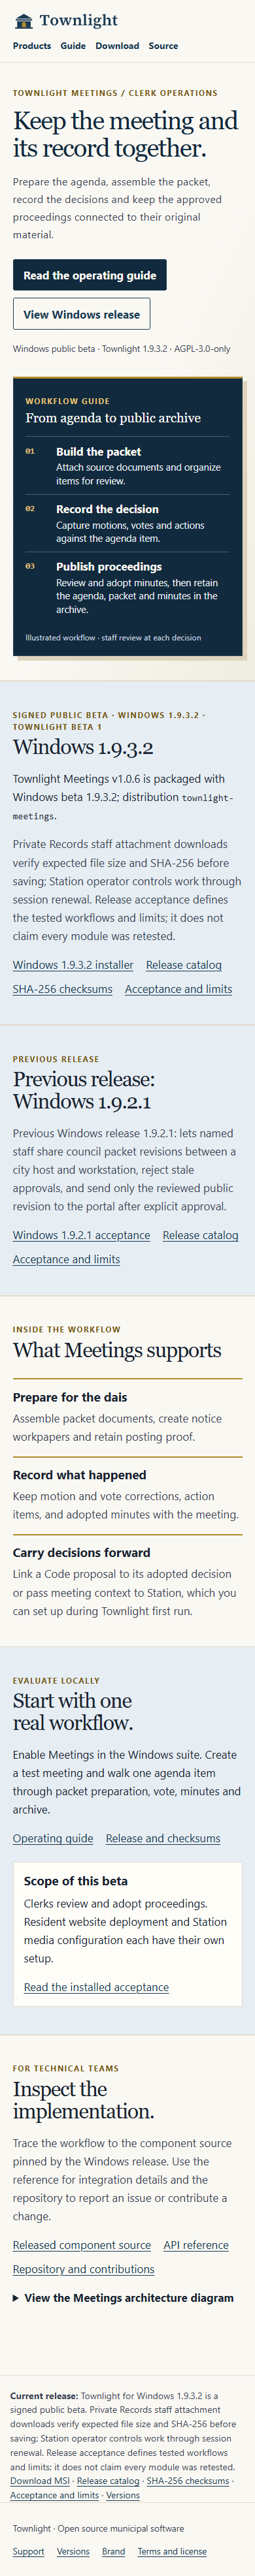 Townlight
Products Guide Download Source
TOWNLIGHT MEETINGS / CLERK OPERATIONS
Keep the meeting and
its record together.
Prepare the agenda, assemble the packet,
record the decisions and keep the approved
proceedings connected to their original
material.
Read the operating guide
View Windows release
Windows public beta · Townlight 1.9.3.2 · AGPL-3.0-only
WORKFLOW GUIDE
From agenda to public archive
01 Build the packet
Attach source documents and organize
items for review.
02 Record the decision
Capture motions, votes and actions
against the agenda item.
03 Publish proceedings
Review and adopt minutes, then retain
the agenda, packet and minutes in the
archive.
Illustrated workflow · staff review at each decision
SIGNED PUBLIC BETA · WINDOWS 1.9.3.2 ·
TOWNLIGHT BETA 1
Windows 1.9.3.2
Townlight Meetings v1.0.6 is packaged with
Windows beta 1.9.3.2; distribution townlight-
meetings.
Private Records staff attachment downloads
verify expected file size and SHA-256 before
saving; Station operator controls work through
session renewal. Release acceptance defines
the tested workflows and limits; it does not
claim every module was retested.
Windows 1.9.3.2 installer Release catalog
SHA-256 checksums Acceptance and limits
PREVIOUS RELEASE
Previous release:
Windows 1.9.2.1
Previous Windows release 1.9.2.1: lets named
staff share council packet revisions between a
city host and workstation, reject stale
approvals, and send only the reviewed public
revision to the portal after explicit approval.
Windows 1.9.2.1 acceptance Release catalog
Acceptance and limits
INSIDE THE WORKFLOW
What Meetings supports
Prepare for the dais
Assemble packet documents, create notice
workpapers and retain posting proof.
Record what happened
Keep motion and vote corrections, action
items, and adopted minutes with the meeting.
Carry decisions forward
Link a Code proposal to its adopted decision
or pass meeting context to Station, which you
can set up during Townlight first run.
EVALUATE LOCALLY
Start with one
real workflow.
Enable Meetings in the Windows suite. Create
a test meeting and walk one agenda item
through packet preparation, vote, minutes and
archive.
Operating guide Release and checksums
Scope of this beta
Clerks review and adopt proceedings.
Resident website deployment and Station
media configuration each have their own
setup.
Read the installed acceptance
FOR TECHNICAL TEAMS
Inspect the
implementation.
Trace the workflow to the component source
pinned by the Windows release. Use the
reference for integration details and the
repository to report an issue or contribute a
change.
Released component source API reference
Repository and contributions
▶ View the Meetings architecture diagram
Current release: Townlight for Windows 1.9.3.2 is a
signed public beta. Private Records staff attachment
downloads verify expected file size and SHA-256 before
saving; Station operator controls work through session
renewal. Release acceptance defines tested workflows
and limits; it does not claim every module was retested.
Download MSI · Release catalog · SHA-256 checksums ·
Acceptance and limits · Versions
Townlight · Open source municipal software
Support Versions Brand Terms and license